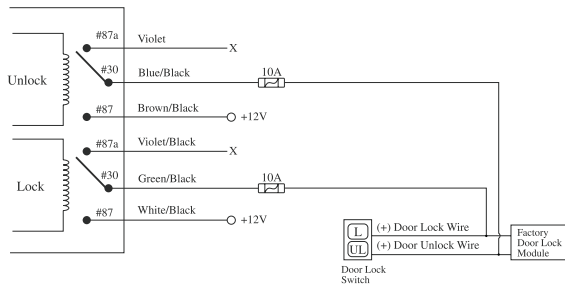 #87a Violet
X
#30 Blue/Black 10A
Unlock
#87 Brown/Black
+12V
#87a Violet/Black
X
#30 Green/Black 10A
Lock
#87 White/Black
+12V
L (+) Door Lock Wire
UL (+) Door Unlock Wire
Factory
Door Lock
Module
Door Lock
Switch